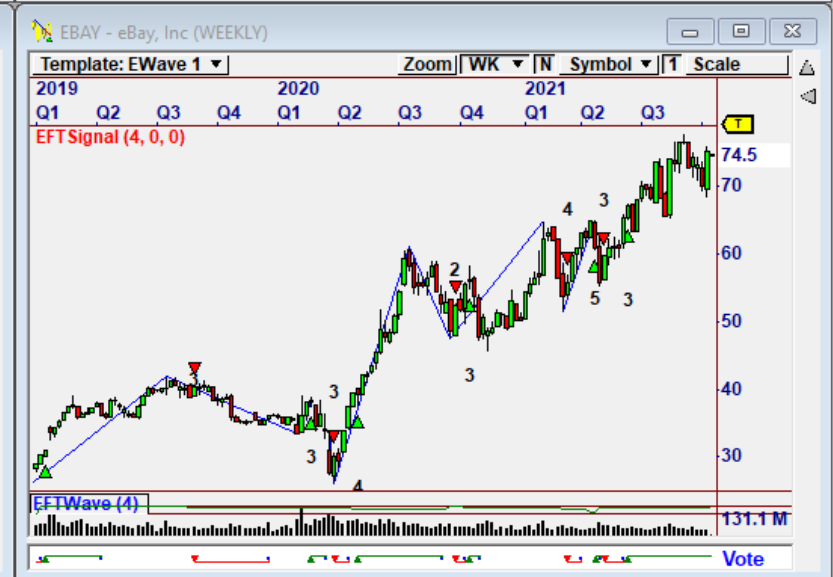 EBAY - eBay, Inc (WEEKLY)
Template: EWave 1 Zoom WK N Symbol 1 Scale
2019 2020 2021
Q1 Q2 Q3 Q4 Q1 Q2 Q3 Q4 Q1 Q2 Q3
T
EFTSignal (4, 0, 0)
74.5
70
3
4
60
2
5
3
50
3
40
3
3
3
30
4
EFTWave (4)
131.1 M
Vote